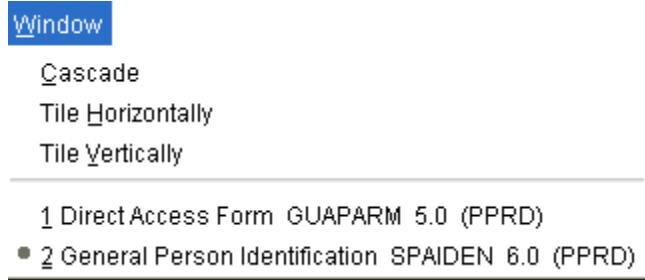 Window
Cascade
Tile Horizontally
Tile Vertically
1 Direct Access Form GUAPARM 5.0 (PPRD)
2 General Person Identification SPAIDEN 6.0 (PPRD)